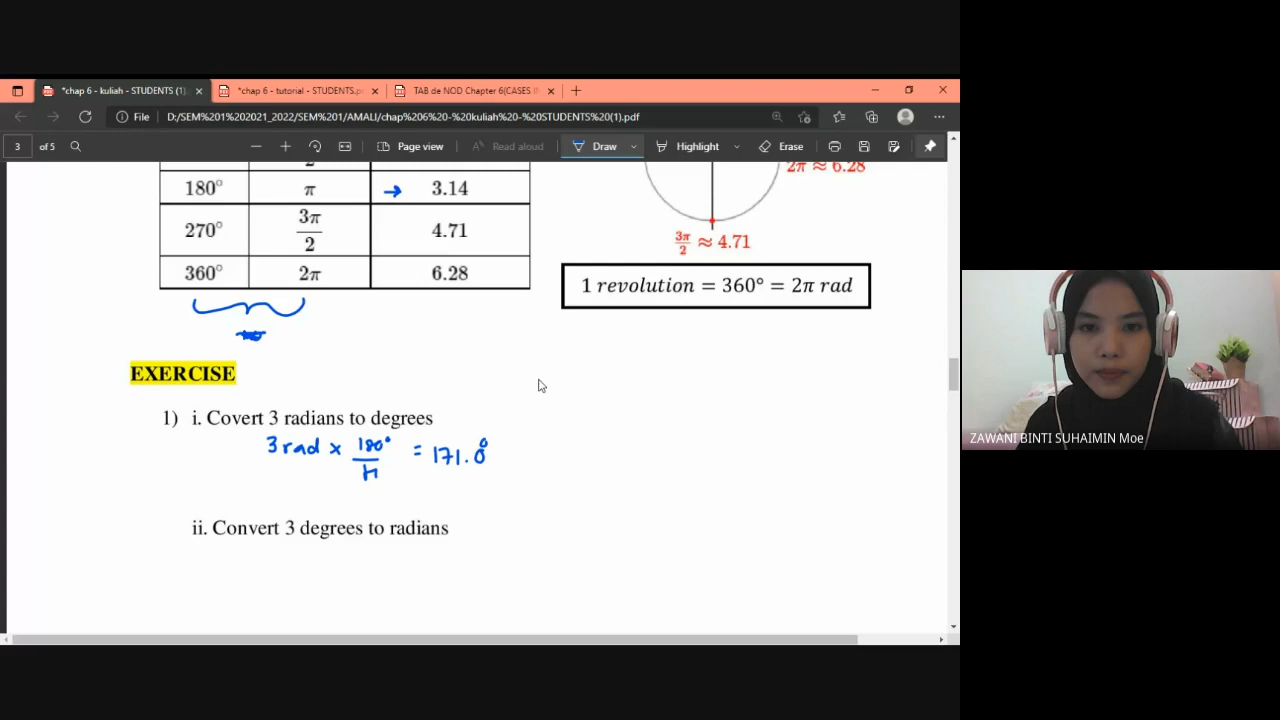 *chap 6 - kuliah - STUDENTS (1).
*chap 6 - tutorial - STUDENTS.p
TAB de NOD Chapter 6(CASES
File D:/SEM%201%202021_2022/SEM%201/AMALI/chap%206%20-%20kuliah%20-%20STUDENTS%20(1).pdf
3 of 5 Page view Read aloud Draw Highlight Erase
2
180° π → 3.14
270° 3π/2 4.71
360° 2π 6.28
2π ≈ 6.28
3π/2 ≈ 4.71
1 revolution = 360° = 2π rad
EXERCISE
1) i. Covert 3 radians to degrees
3 rad × 180°/π = 171.0°
ii. Convert 3 degrees to radians
ZAWANI BINTI SUHAIMIN Moe